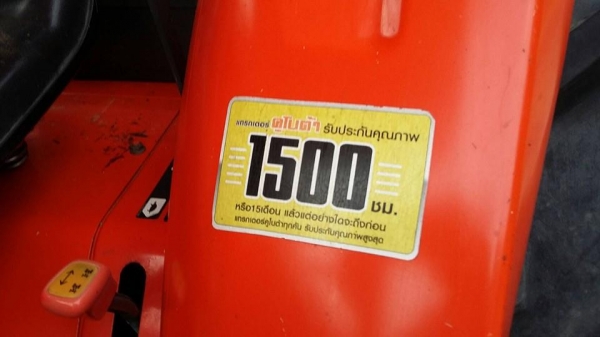 แทรกเตอร์ คูโบต้า รับประกันคุณภาพ
1500 ชม.
หรือ15เดือน แล้วแต่อย่างใดจะถึงก่อน
แทรกเตอร์คูโบต้าทุกคัน รับประกันคุณภาพสูงสุด